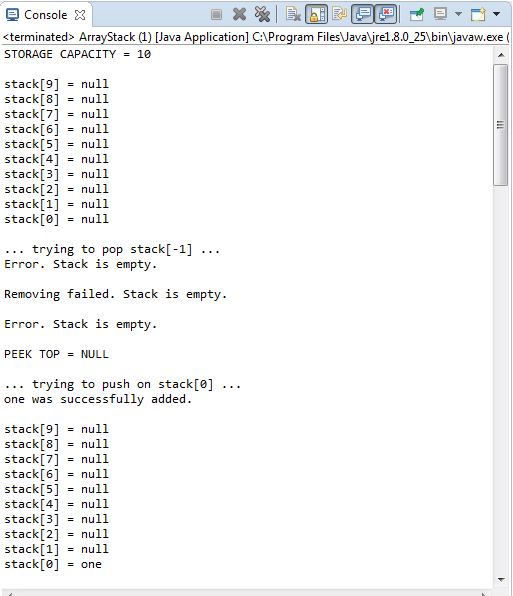 Console
<terminated> ArrayStack (1) [Java Application] C:\Program Files\Java\jre1.8.0_25\bin\javaw.exe (
STORAGE CAPACITY = 10
stack[9] = null
stack[8] = null
stack[7] = null
stack[6] = null
stack[5] = null
stack[4] = null
stack[3] = null
stack[2] = null
stack[1] = null
stack[0] = null
... trying to pop stack[-1] ...
Error. Stack is empty.
Removing failed. Stack is empty.
Error. Stack is empty.
PEEK TOP = NULL
... trying to push on stack[0] ...
one was successfully added.
stack[9] = null
stack[8] = null
stack[7] = null
stack[6] = null
stack[5] = null
stack[4] = null
stack[3] = null
stack[2] = null
stack[1] = null
stack[0] = one